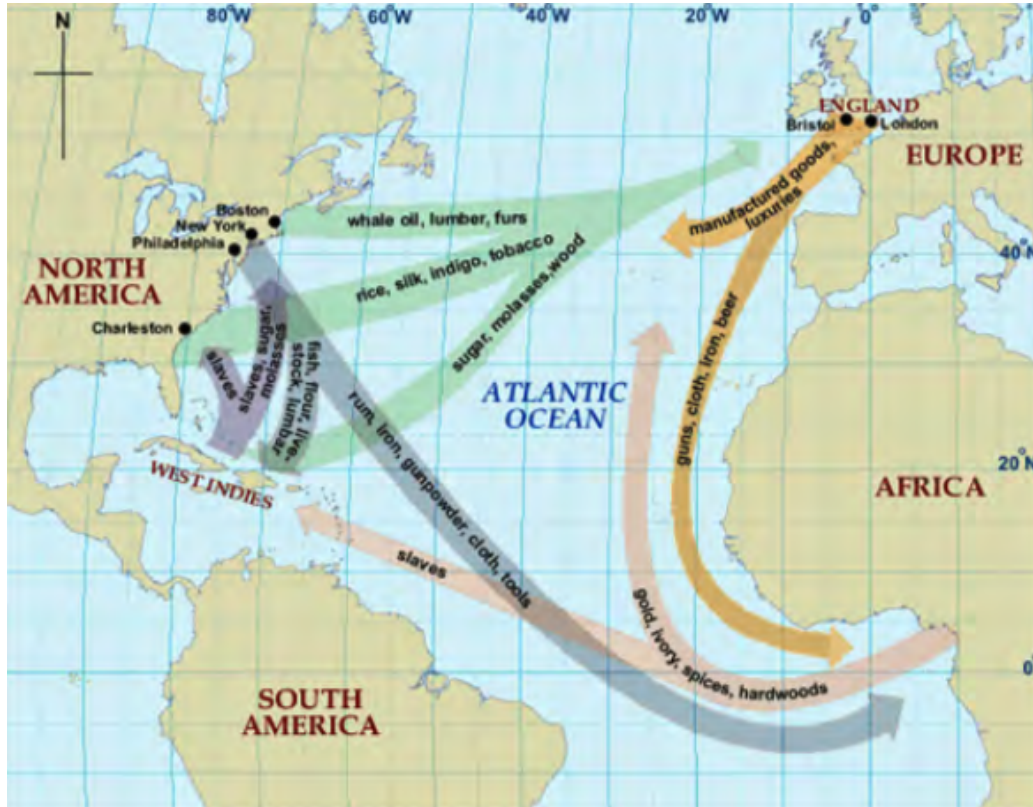 80°W
60°W
40°W
20°W
0°
N
ENGLAND
Bristol
London
EUROPE
manufactured goods,
luxuries
Boston
New York
Philadelphia
whale oil, lumber, furs
40°N
NORTH
AMERICA
rice, silk, indigo, tobacco
Charleston
sugar, molasses,wood
slaves
slaves, sugar,
molasses
fish, flour, live-
stock, lumbar
ATLANTIC
OCEAN
guns, cloth, iron, beer
rum, iron, gunpowder, cloth, tools
WEST INDIES
20°N
AFRICA
slaves
gold, ivory, spices, hardwoods
0°
SOUTH
AMERICA